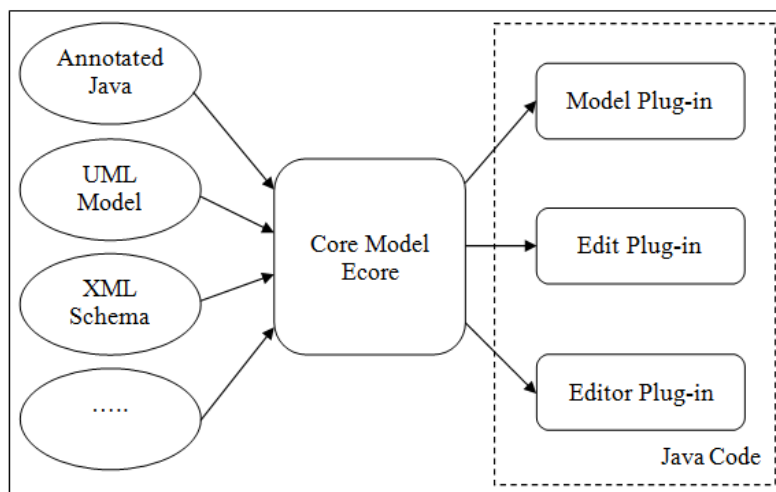 Annotated
Java
UML
Model
XML
Schema
.....
Core Model
Ecore
Model Plug-in
Edit Plug-in
Editor Plug-in
Java Code